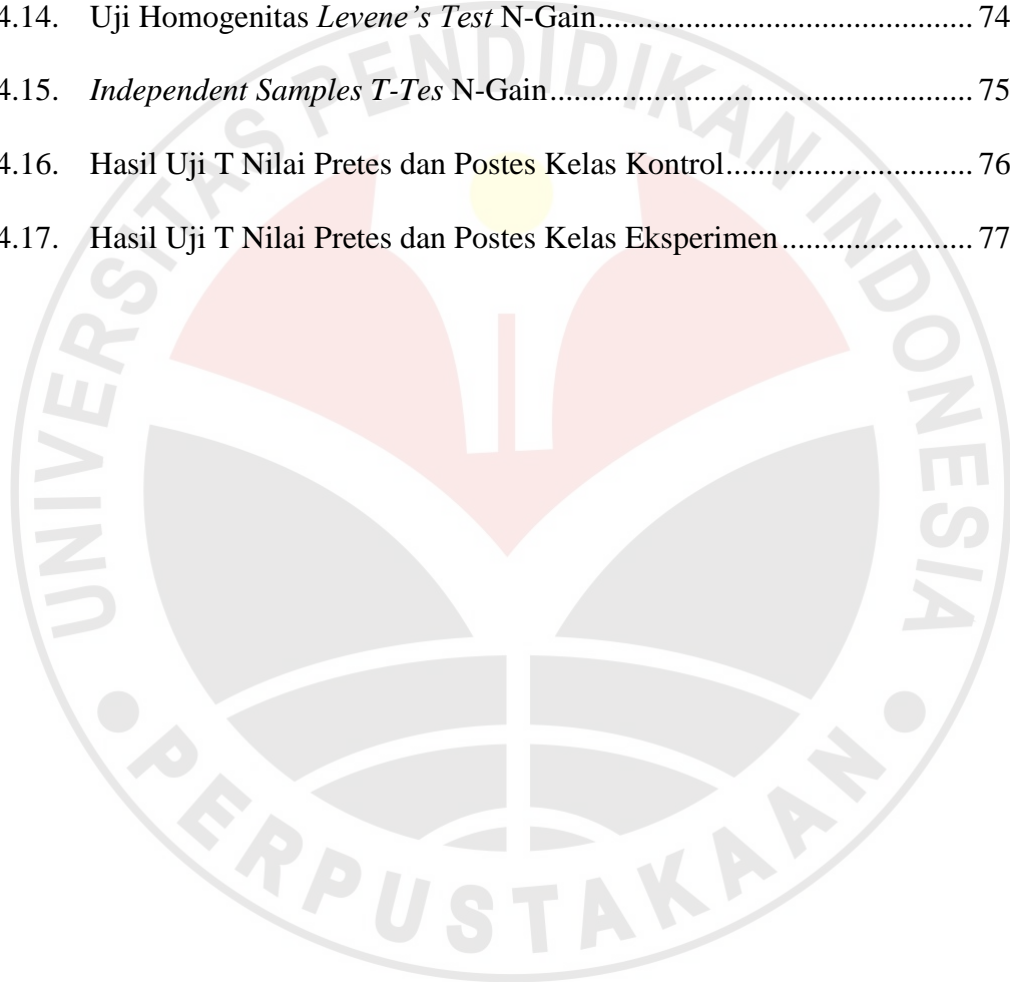 4.14. Uji Homogenitas Levene's Test N-Gain.............................................. 74
4.15. Independent Samples T-Tes N-Gain.................................................... 75
4.16. Hasil Uji T Nilai Pretes dan Postes Kelas Kontrol.............................. 76
4.17. Hasil Uji T Nilai Pretes dan Postes Kelas Eksperimen....................... 77
UNIVERSITAS PENDIDIKAN INDONESIA
PERPUSTAKAAN